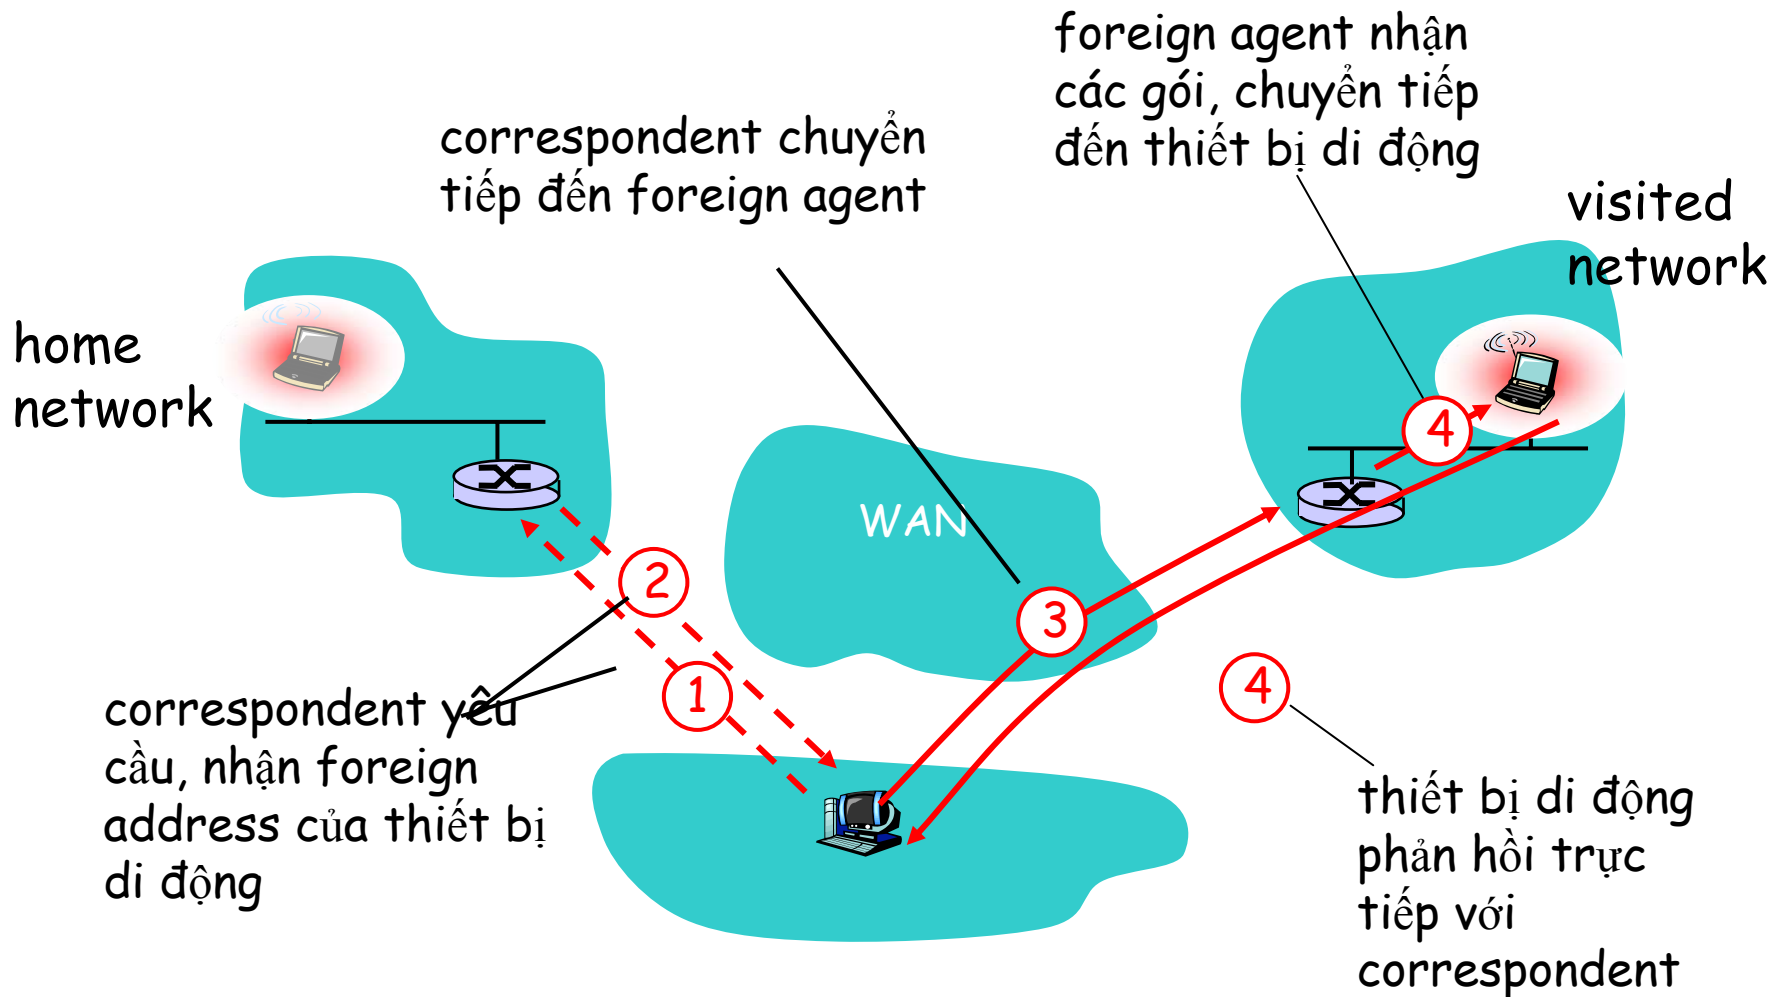 foreign agent nhận
các gói, chuyển tiếp
đến thiết bị di động
correspondent chuyển
tiếp đến foreign agent
visited
network
home
network
4
WAN
2
3
1
4
correspondent yêu
cầu, nhận foreign
address của thiết bị
di động
thiết bị di động
phản hồi trực
tiếp với
correspondent